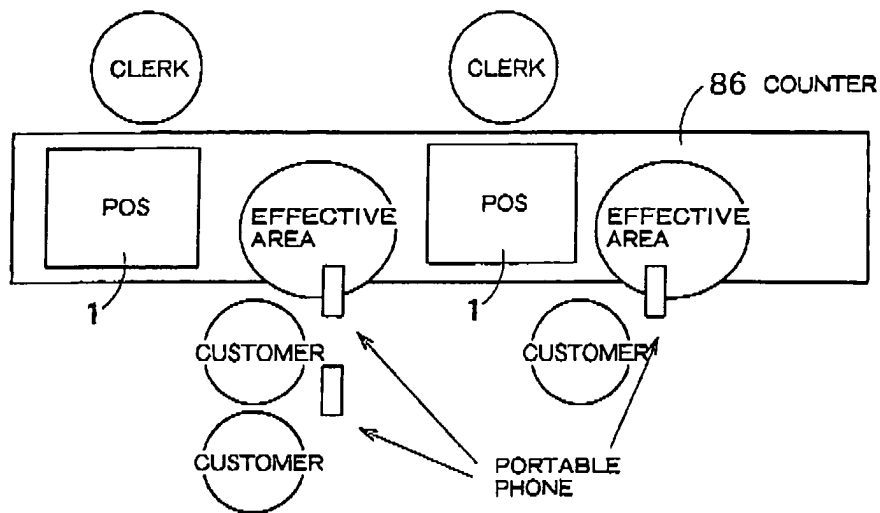 CLERK
CLERK
86 COUNTER
POS
EFFECTIVE
AREA
POS
EFFECTIVE
AREA
1
1
CUSTOMER
CUSTOMER
CUSTOMER
PORTABLE
PHONE